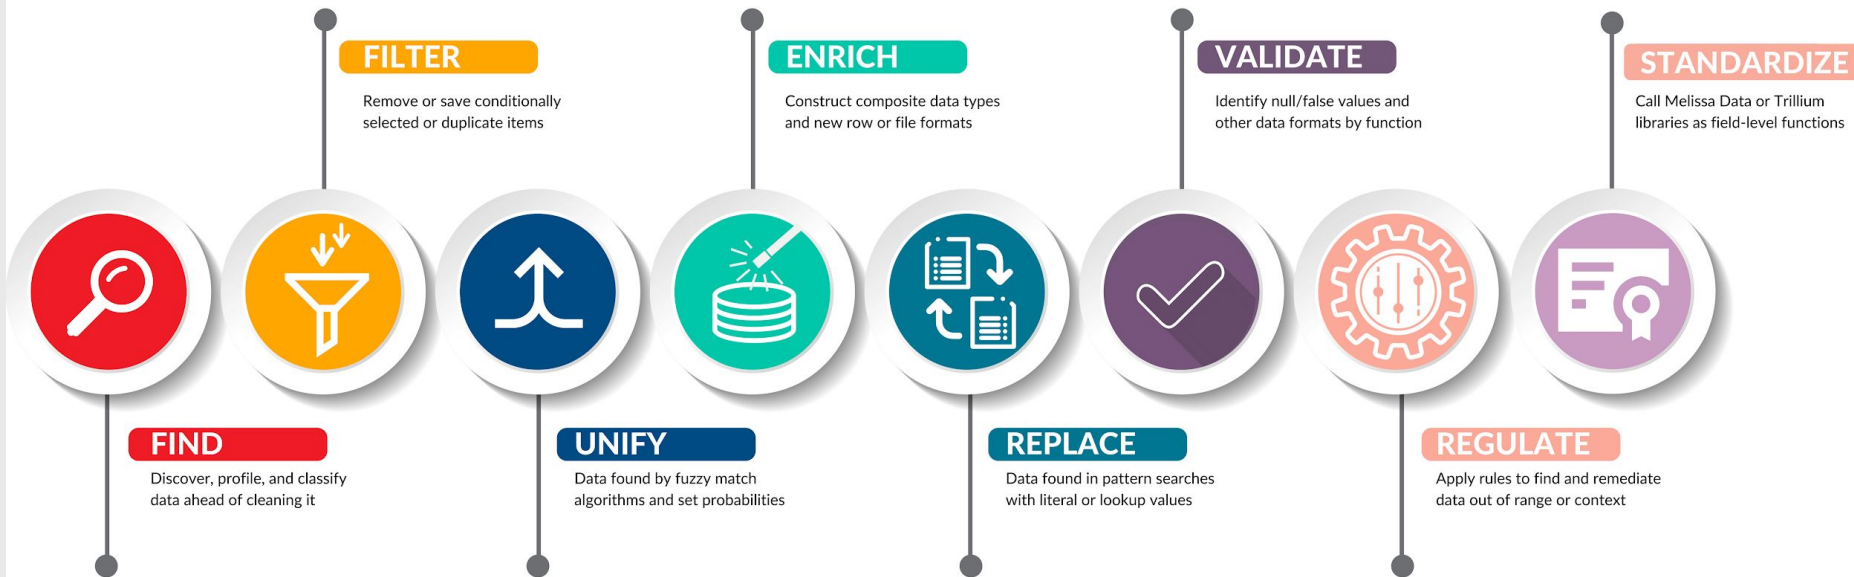 FILTER
Remove or save conditionally
selected or duplicate items
ENRICH
Construct composite data types
and new row or file formats
VALIDATE
Identify null/false values and
other data formats by function
STANDARDIZE
Call Melissa Data or Trillium
libraries as field-level functions
FIND
Discover, profile, and classify
data ahead of cleaning it
UNIFY
Data found by fuzzy match
algorithms and set probabilities
REPLACE
Data found in pattern searches
with literal or lookup values
REGULATE
Apply rules to find and remediate
data out of range or context